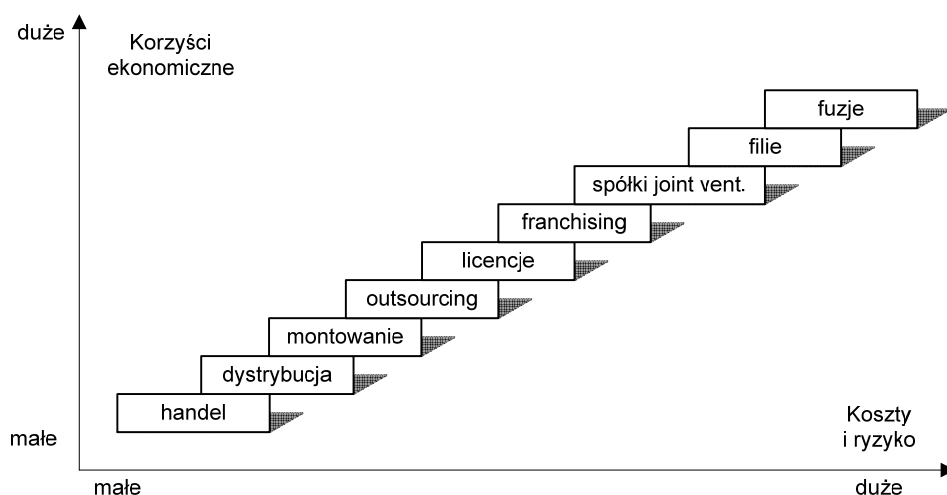 duże
Korzyści
ekonomiczne
fuzje
filie
spółki joint vent.
franchising
licencje
outsourcing
montowanie
dystrybucja
handel
Koszty
i ryzyko
małe
małe
duże